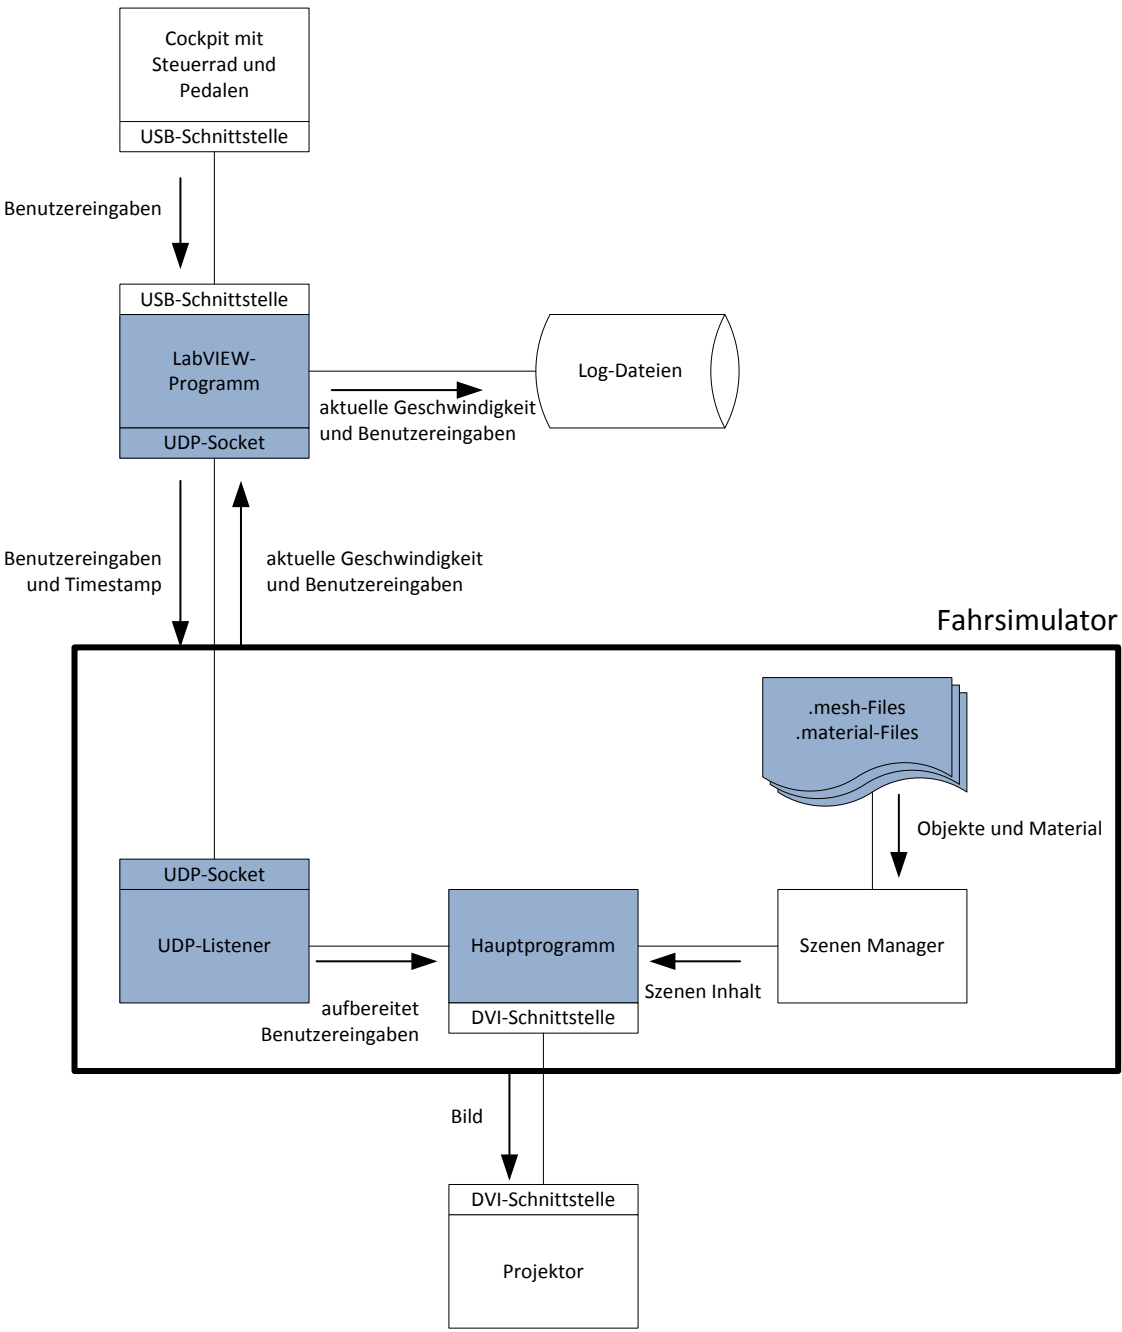 Cockpit mit
Steuerrad und
Pedalen
USB-Schnittstelle
Benutzereingaben
USB-Schnittstelle
LabVIEW-
Programm
UDP-Socket
Log-Dateien
aktuelle Geschwindigkeit
und Benutzereingaben
Benutzereingaben
und Timestamp
aktuelle Geschwindigkeit
und Benutzereingaben
Fahrsimulator
.mesh-Files
.material-Files
Objekte und Material
UDP-Socket
UDP-Listener
Hauptprogramm
Szenen Manager
Szenen Inhalt
aufbereitet
Benutzereingaben
DVI-Schnittstelle
Bild
DVI-Schnittstelle
Projektor